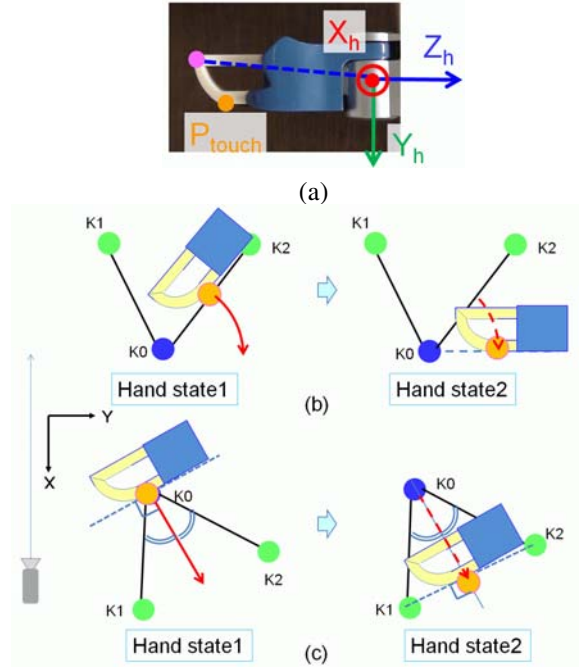 X_h
Z_h
P_touch
Y_h
(a)
K1
K2
K1
K2
K0
K0
Hand state1
Hand state2
(b)
Y
X
K0
K0
K2
K2
K1
K1
Hand state1
Hand state2
(c)